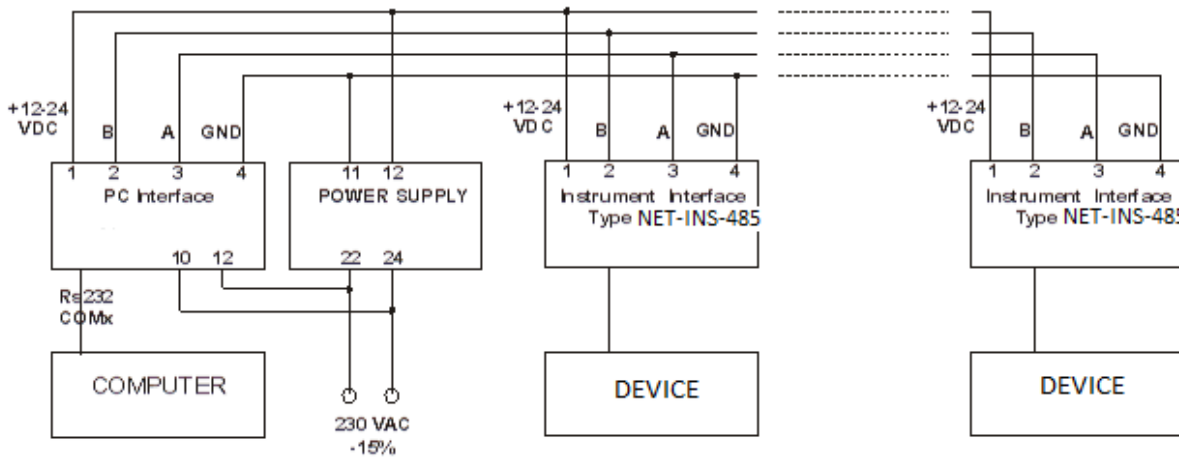 +12-24
VDC
B
A
GND
1
2
3
4
PC Interface
10
12
Rs232
COMx
COMPUTER
11
12
POWER SUPPLY
22
24
230 VAC
-15%
+12-24
VDC
B
A
GND
1
2
3
4
Instrument Interface
Type NET-INS-485
DEVICE
+12-24
VDC
B
A
GND
1
2
3
4
Instrument Interface
Type NET-INS-485
DEVICE